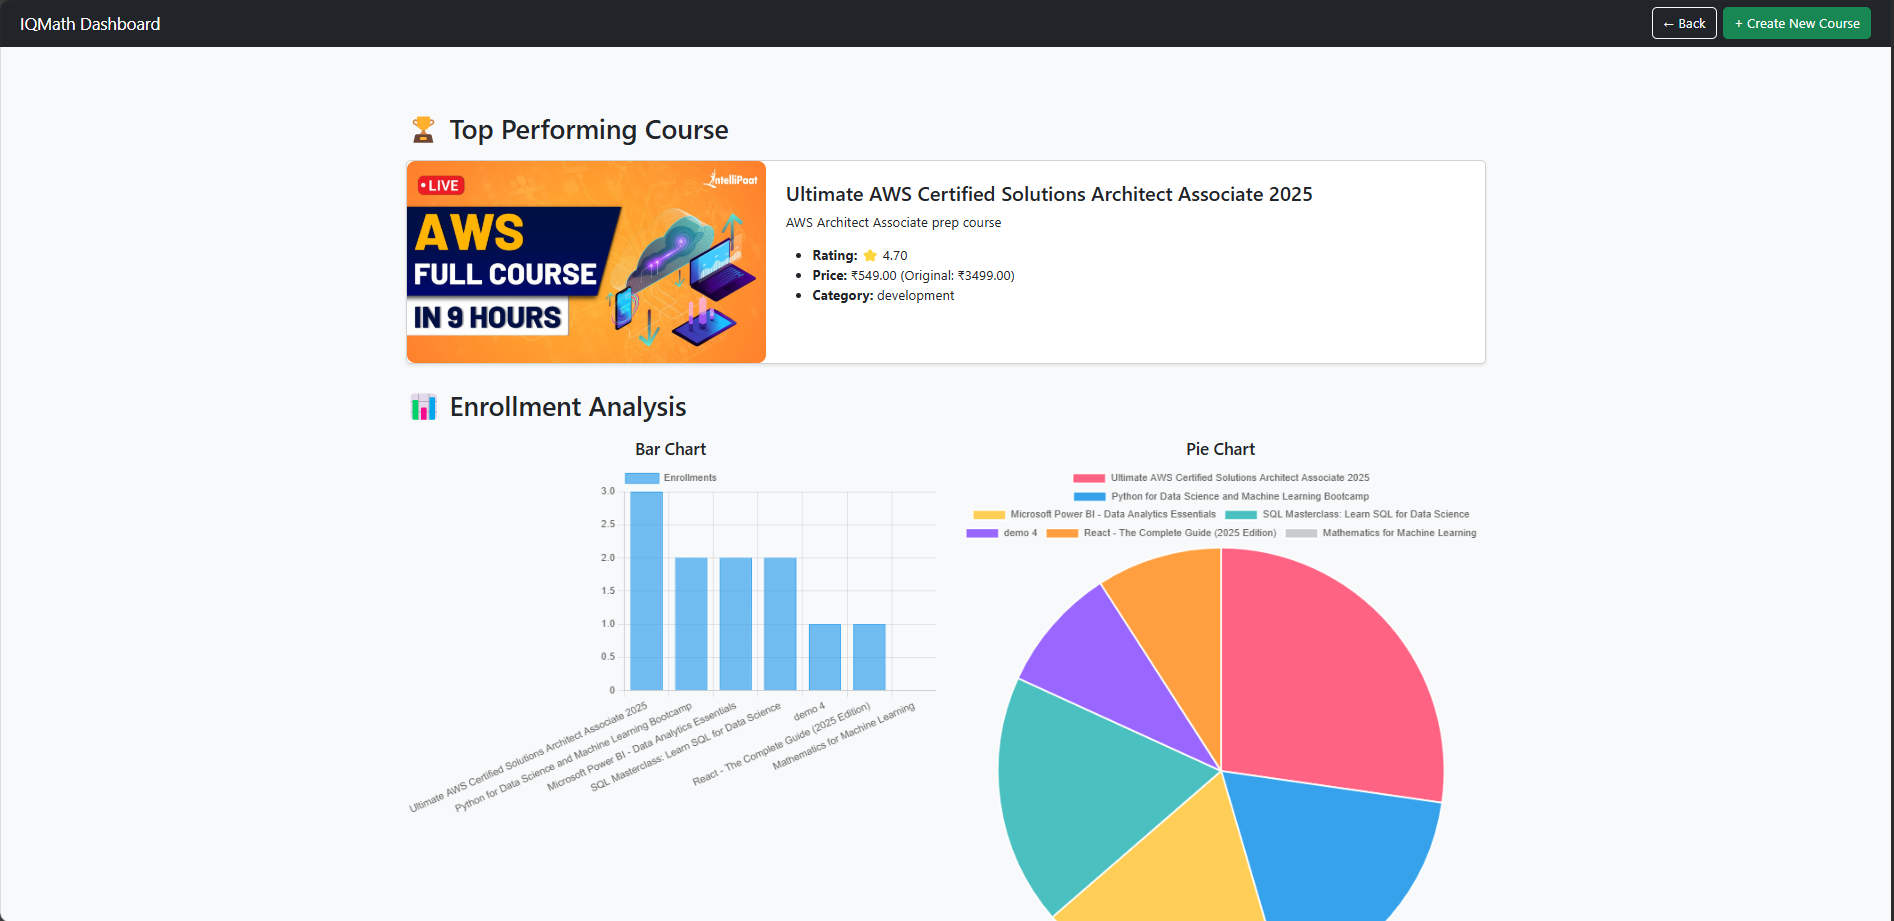 IQMath Dashboard
← Back
+ Create New Course
🏆 Top Performing Course
• LIVE
IntelliPaat
AWS
FULL COURSE
IN 9 HOURS
Ultimate AWS Certified Solutions Architect Associate 2025
AWS Architect Associate prep course
• Rating: ⭐ 4.70
• Price: ₹549.00 (Original: ₹3499.00)
• Category: development
📊 Enrollment Analysis
Bar Chart
Enrollments
3.0
2.5
2.0
1.5
1.0
0.5
0
Ultimate AWS Certified Solutions Architect Associate 2025
Python for Data Science and Machine Learning Bootcamp
Microsoft Power BI - Data Analytics Essentials
SQL Masterclass: Learn SQL for Data Science
demo 4
React - The Complete Guide (2025 Edition)
Mathematics for Machine Learning
Pie Chart
Ultimate AWS Certified Solutions Architect Associate 2025
Python for Data Science and Machine Learning Bootcamp
Microsoft Power BI - Data Analytics Essentials SQL Masterclass: Learn SQL for Data Science
demo 4 React - The Complete Guide (2025 Edition) Mathematics for Machine Learning